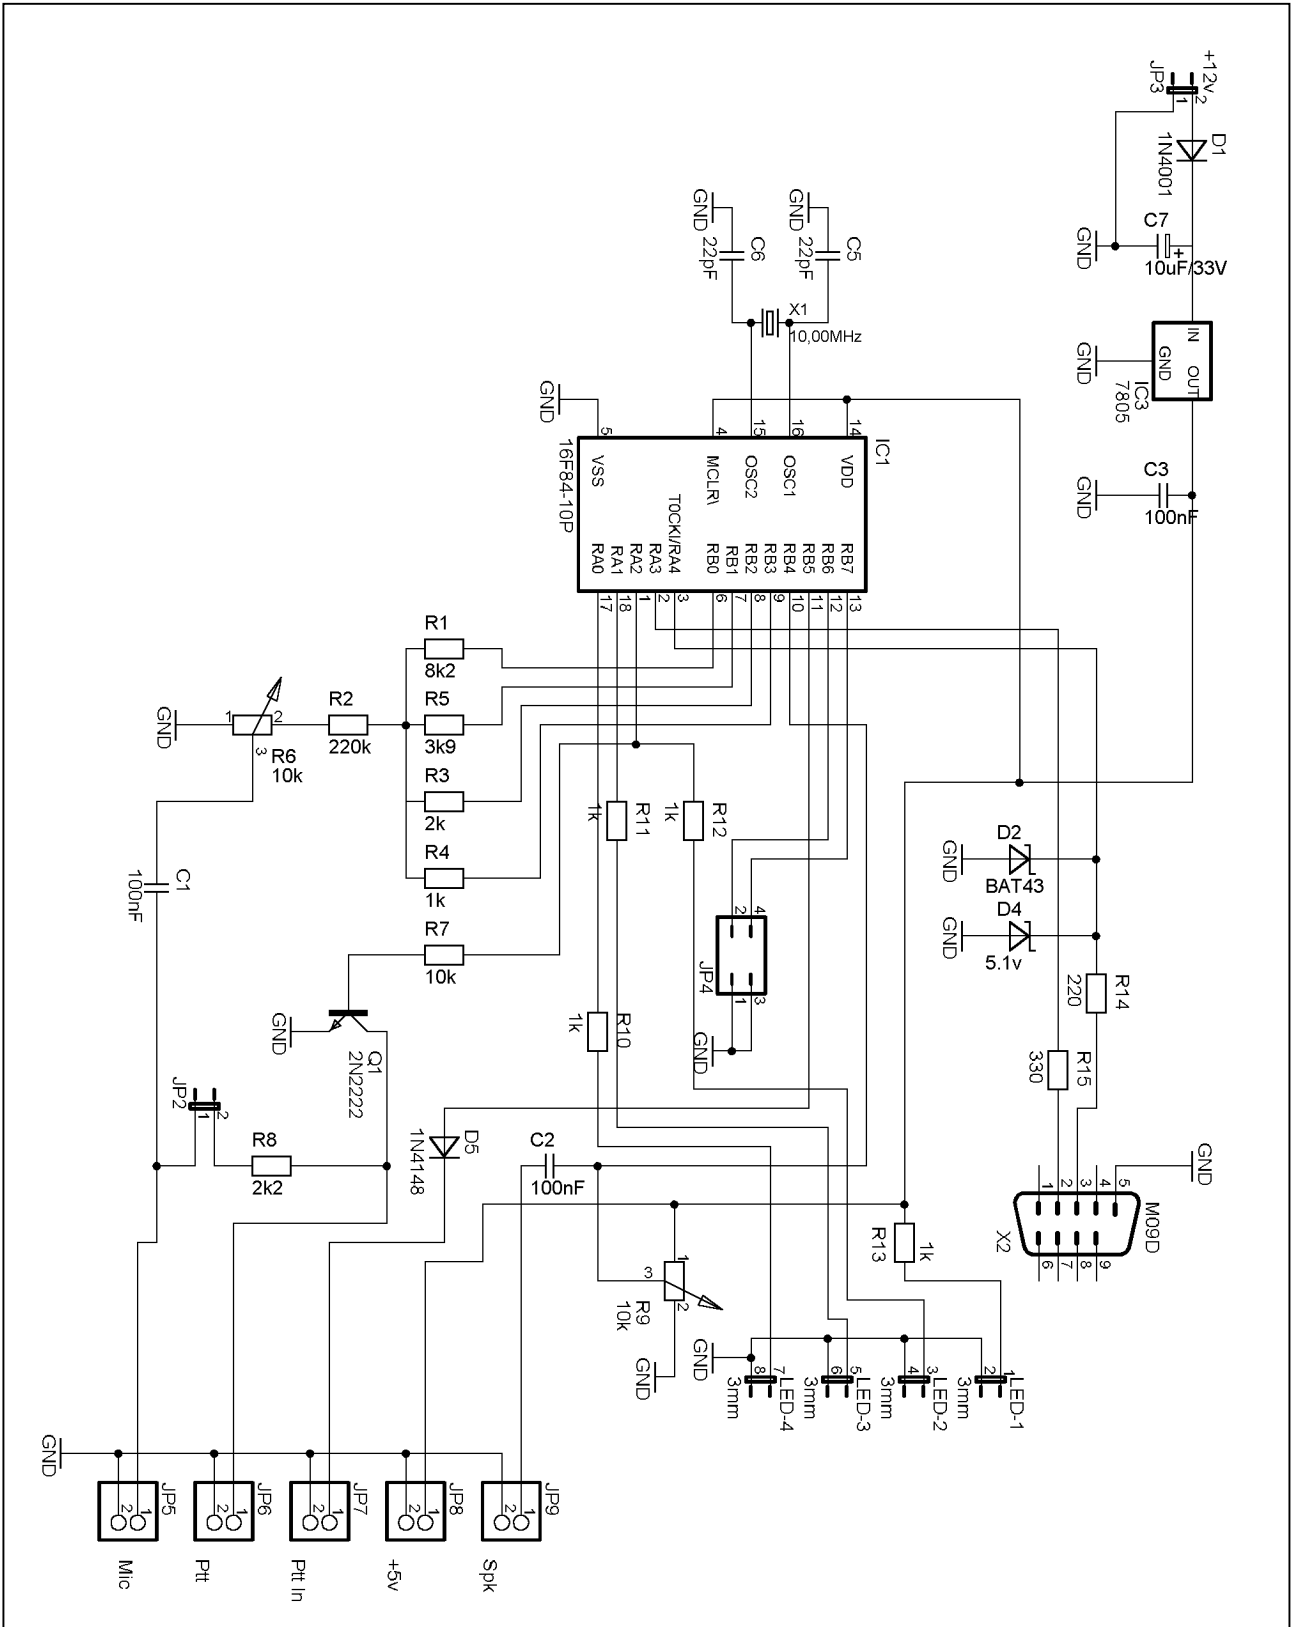 +12v
JP3
1
2
D1
1N4001
C7
10uF/33V
GND
GND
GND
C5
22pF
C6
22pF
X1
10,00MHz
IN
GND
OUT
IC3
7805
GND
GND
C3
100nF
GND
IC1
16F84-10P
5
4
15
16
14
VSS
MCLR\
OSC2
OSC1
VDD
T0CKI/RA4
RA0
RA1
RA2
RA3
RB0
RB1
RB2
RB3
RB4
RB5
RB6
RB7
17
18
1
2
3
6
7
8
9
10
11
12
13
R1
8k2
R5
3k9
R3
2k
R4
1k
R2
220k
GND
1
2
3
R6
10k
C1
100nF
R7
10k
R11
1k
R12
1k
D2
BAT43
GND
D4
5.1v
GND
JP4
2
4
1
3
GND
R14
220
R15
330
R10
1k
GND
Q1
2N2222
JP2
1
2
R8
2k2
D5
1N4148
C2
100nF
GND
M09D
X2
1
2
3
4
5
6
7
8
9
R13
1k
1
3
2
R9
10k
GND
GND
8
7
LED-4
3mm
6
5
LED-3
3mm
4
3
LED-2
3mm
2
1
LED-1
3mm
GND
2
1
JP5
Mic
2
1
JP6
Ptt
2
1
JP7
Ptt In
2
1
JP8
+5v
2
1
JP9
Spk